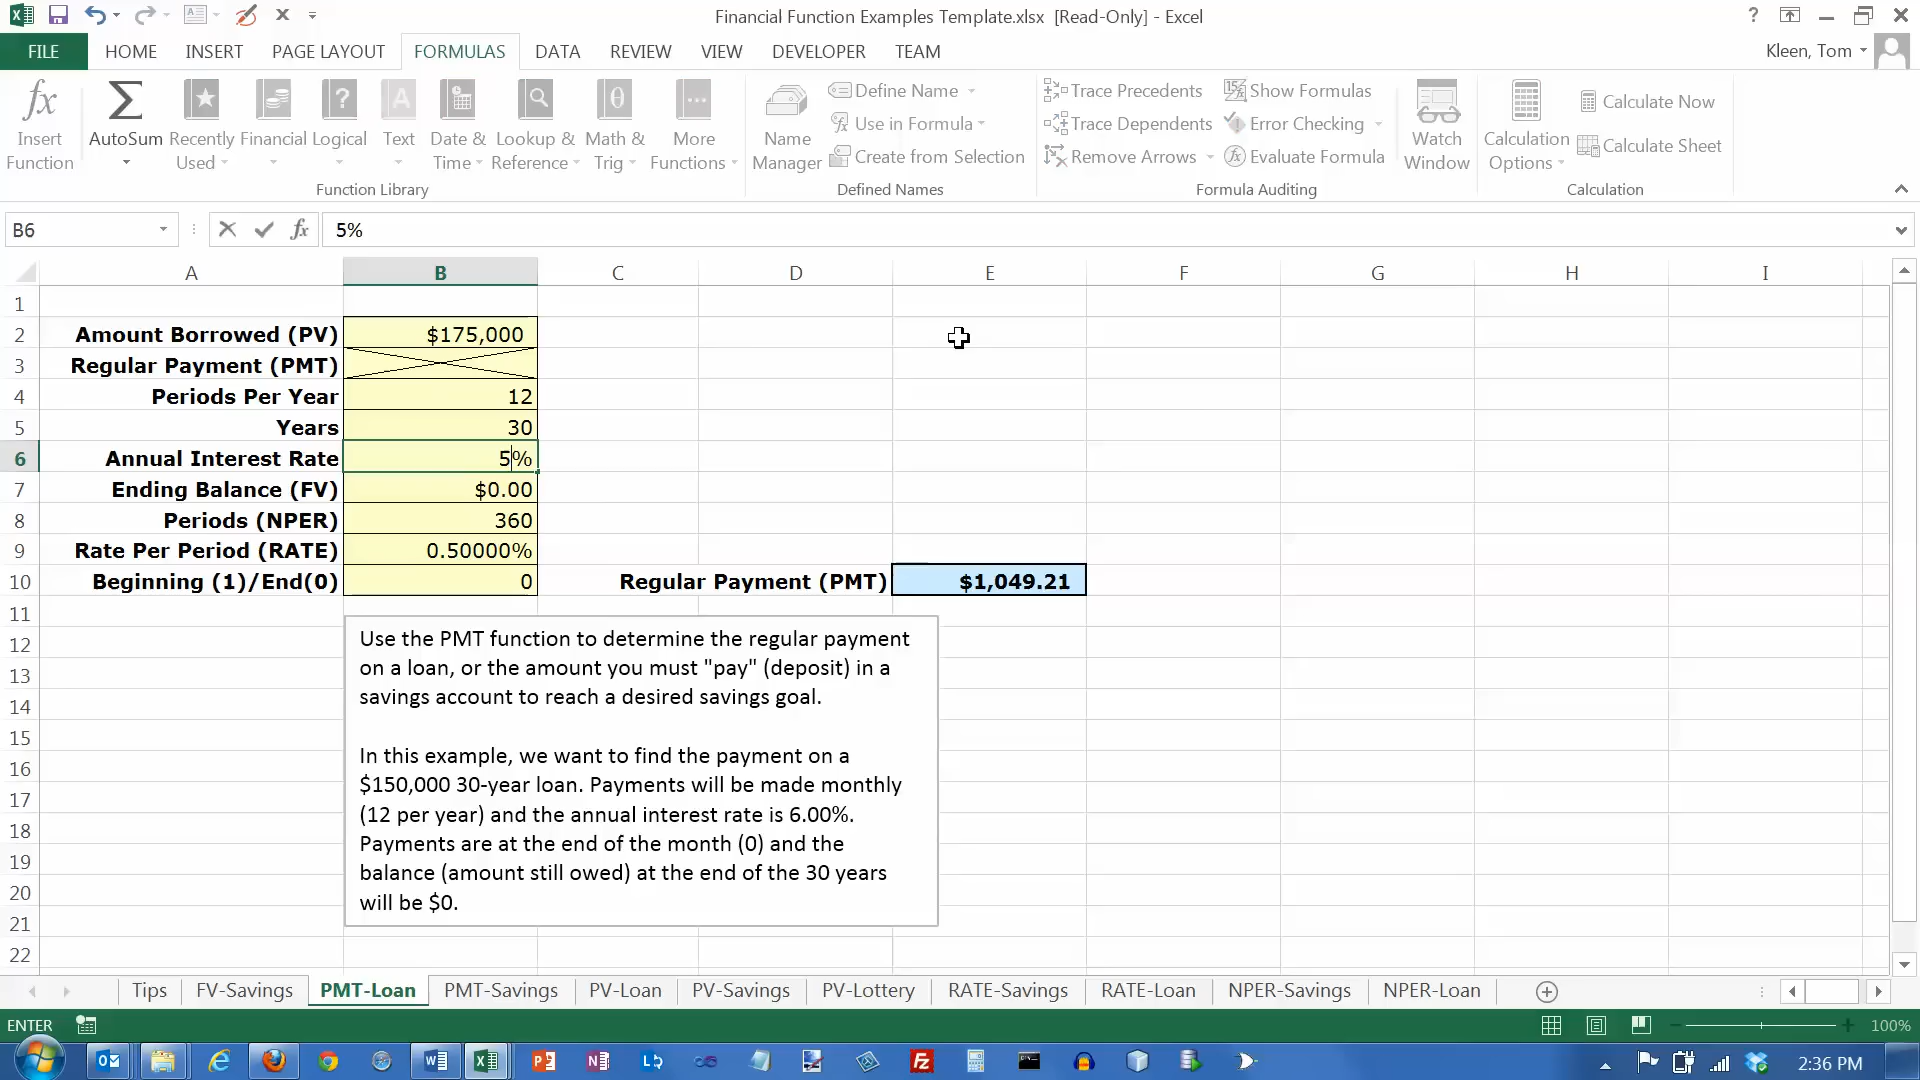 Financial Function Examples Template.xlsx [Read-Only] - Excel
FILE HOME INSERT PAGE LAYOUT FORMULAS DATA REVIEW VIEW DEVELOPER TEAM Kleen, Tom
Insert Function
AutoSum
Recently Used
Financial
Logical
Text
Date & Time
Lookup & Reference
Math & Trig
More Functions
Function Library
Name Manager
Define Name
Use in Formula
Create from Selection
Defined Names
Trace Precedents
Trace Dependents
Remove Arrows
Show Formulas
Error Checking
Evaluate Formula
Formula Auditing
Watch Window
Calculation Options
Calculate Now
Calculate Sheet
Calculation
B6 fx 5%
A B C D E F G H I
1
2 Amount Borrowed (PV) $175,000
3 Regular Payment (PMT)
4 Periods Per Year 12
5 Years 30
6 Annual Interest Rate 5%
7 Ending Balance (FV) $0.00
8 Periods (NPER) 360
9 Rate Per Period (RATE) 0.50000%
10 Beginning (1)/End(0) 0 Regular Payment (PMT) $1,049.21
11
12
13
14
15
16
17
18
19
20
21
22
Use the PMT function to determine the regular payment
on a loan, or the amount you must "pay" (deposit) in a
savings account to reach a desired savings goal.
In this example, we want to find the payment on a
$150,000 30-year loan. Payments will be made monthly
(12 per year) and the annual interest rate is 6.00%.
Payments are at the end of the month (0) and the
balance (amount still owed) at the end of the 30 years
will be $0.
Tips FV-Savings PMT-Loan PMT-Savings PV-Loan PV-Savings PV-Lottery RATE-Savings RATE-Loan NPER-Savings NPER-Loan
ENTER 100%
2:36 PM